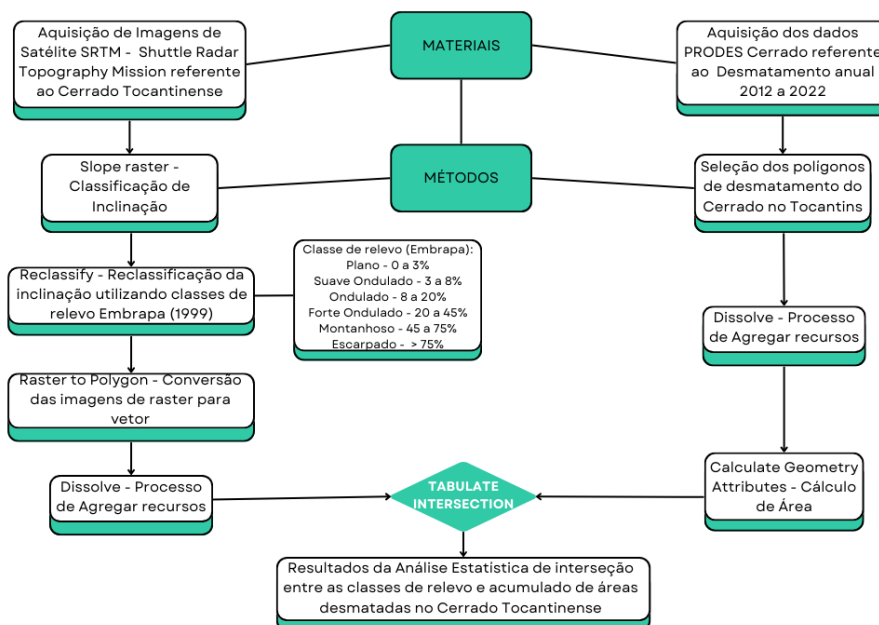 Aquisição de Imagens de
Satélite SRTM -  Shuttle Radar
Topography Mission referente
ao Cerrado Tocantinense
MATERIAIS
Aquisição dos dados
PRODES Cerrado referente
ao  Desmatamento anual
2012 a 2022
Slope raster -
Classificação de
Inclinação
MÉTODOS
Seleção dos polígonos
de desmatamento do
Cerrado no Tocantins
Reclassify - Reclassificação da
inclinação utilizando classes de
relevo Embrapa (1999)
Classe de relevo (Embrapa):
Plano - 0 a 3%
Suave Ondulado - 3 a 8%
Ondulado - 8 a 20%
Forte Ondulado - 20 a 45%
Montanhoso - 45 a 75%
Escarpado -  > 75%
Dissolve - Processo
de Agregar recursos
Raster to Polygon - Conversão
das imagens de raster para
vetor
Dissolve - Processo
de Agregar recursos
TABULATE
INTERSECTION
Calculate Geometry
Attributes - Cálculo
de Área
Resultados da Análise Estatística de interseção
entre as classes de relevo e acumulado de áreas
desmatadas no Cerrado Tocantinense